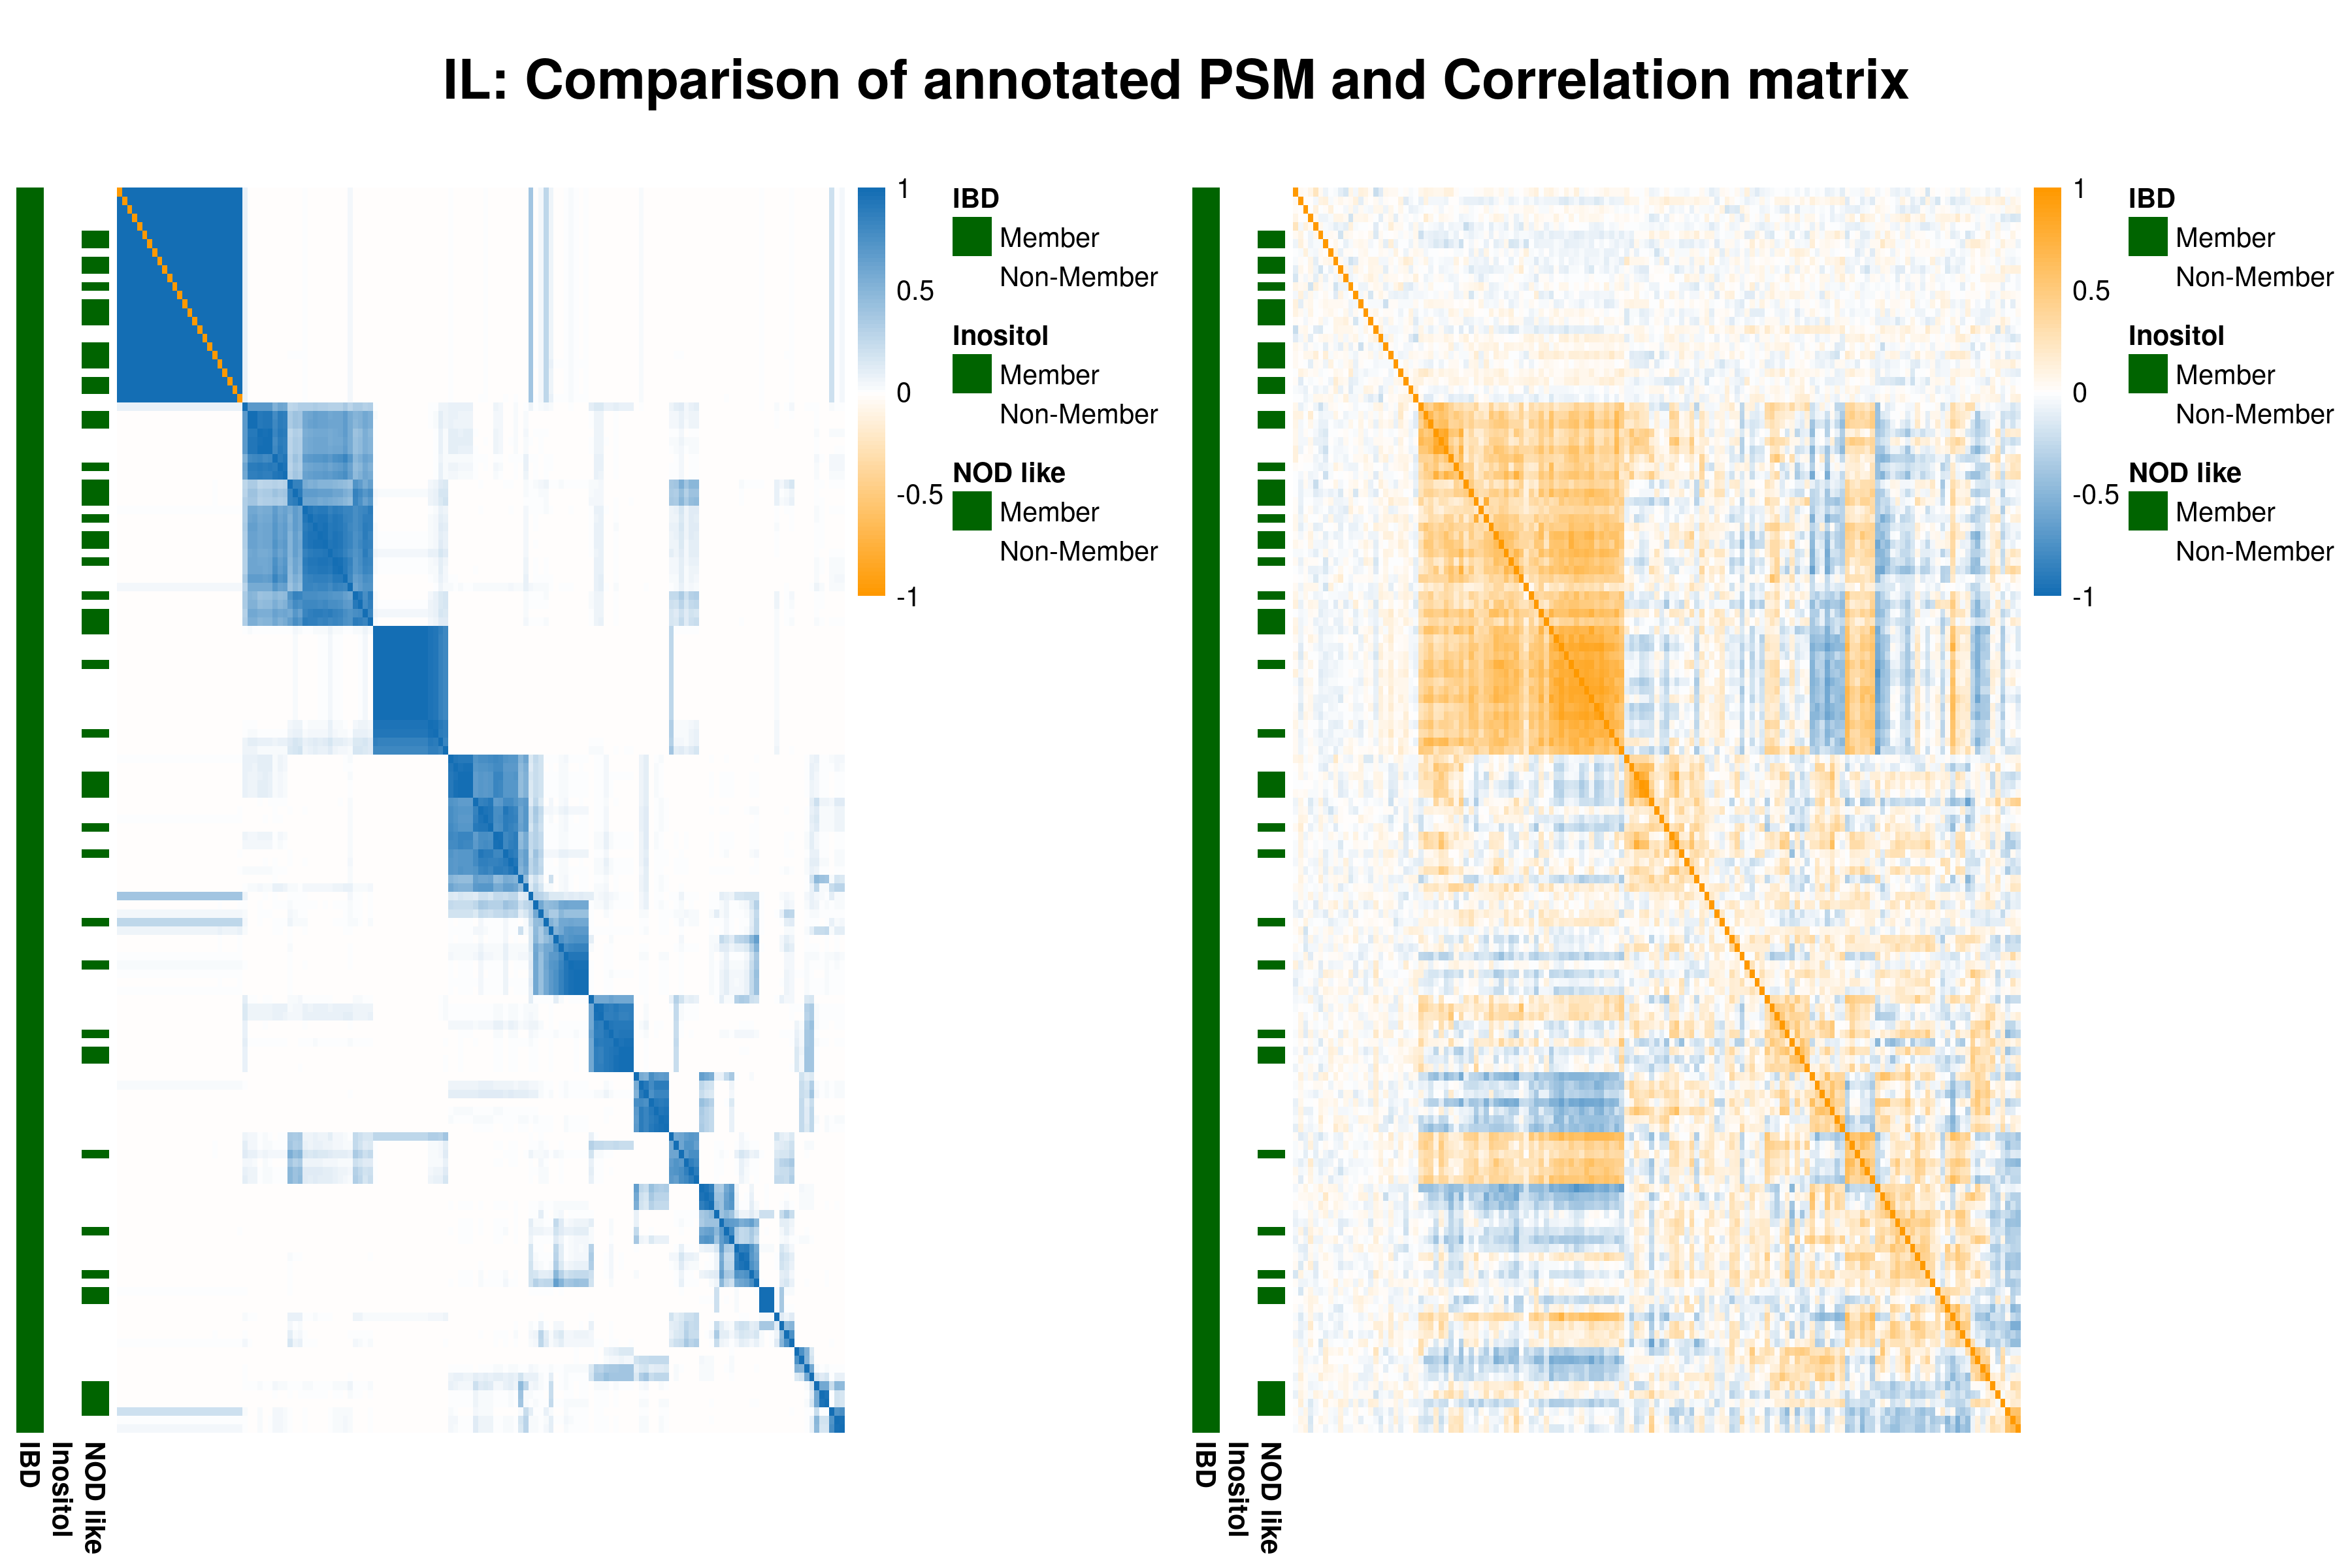 IL: Comparison of annotated PSM and Correlation matrix
1
0.5
0
-0.5
-1
IBD
Member
Non-Member
Inositol
Member
Non-Member
NOD like
Member
Non-Member
IBD
Inositol
NOD like
1
0.5
0
-0.5
-1
IBD
Member
Non-Member
Inositol
Member
Non-Member
NOD like
Member
Non-Member
IBD
Inositol
NOD like